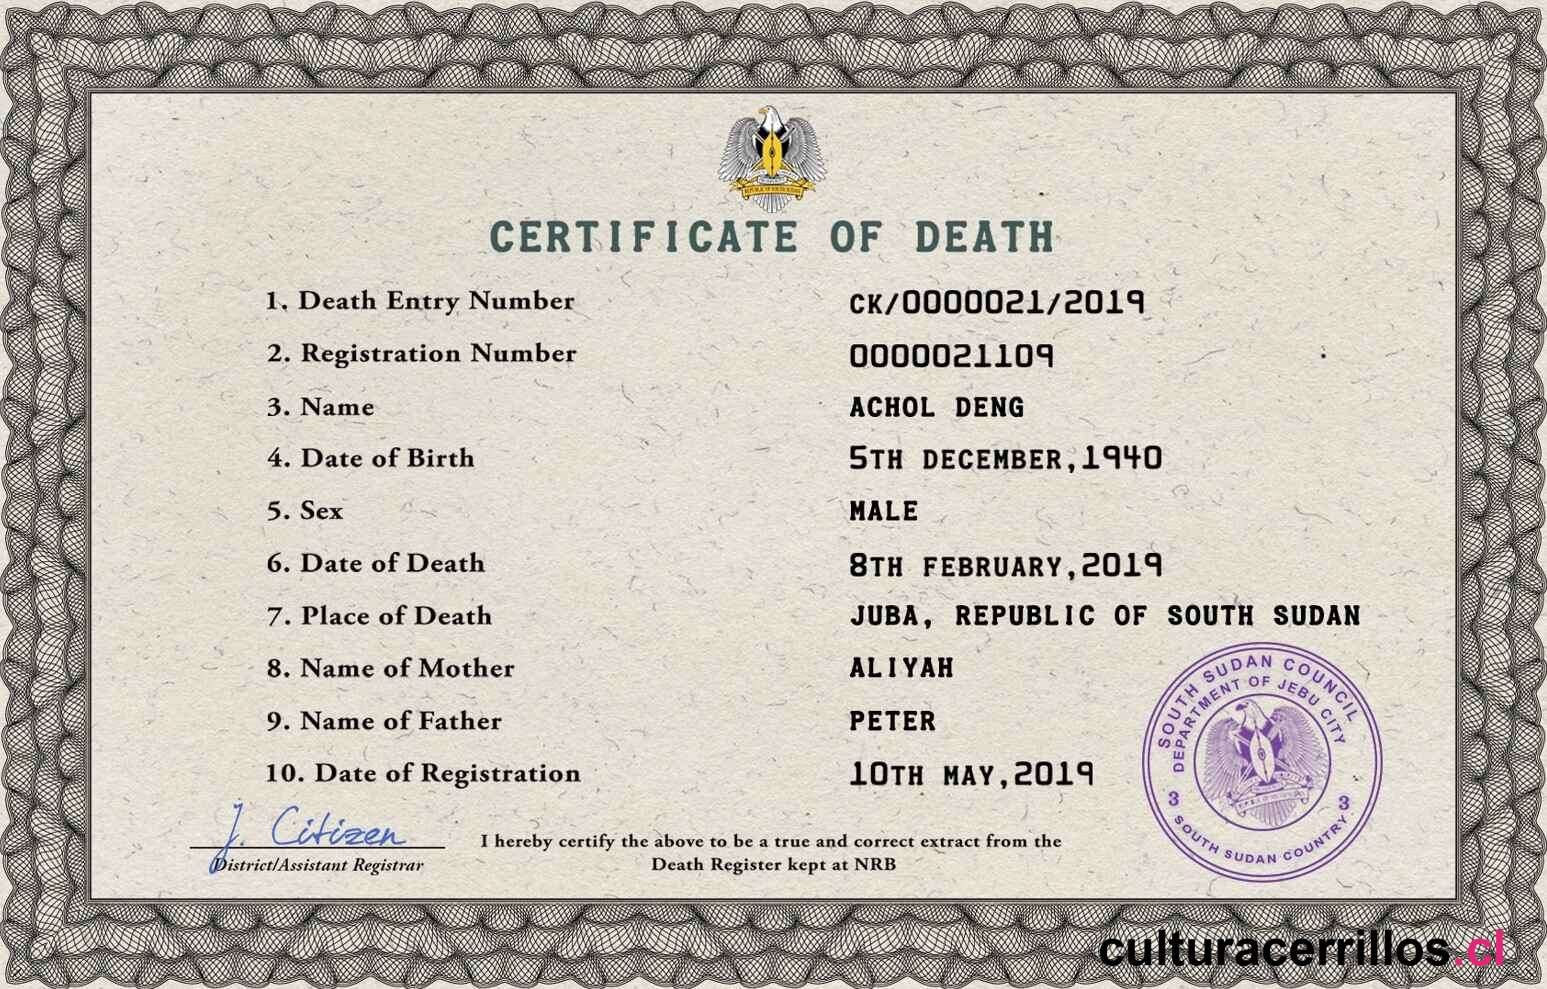 REPUBLIC OF SOUTH SUDAN
CERTIFICATE OF DEATH
1. Death Entry Number CK/0000021/2019
2. Registration Number 0000021109
3. Name ACHOL DENG
4. Date of Birth 5TH DECEMBER,1940
5. Sex MALE
6. Date of Death 8TH FEBRUARY,2019
7. Place of Death JUBA, REPUBLIC OF SOUTH SUDAN
8. Name of Mother ALIYAH
9. Name of Father PETER
10. Date of Registration 10TH MAY,2019
SOUTH SUDAN COUNCIL
DEPARTMENT OF JEBU CITY
3 3
SOUTH SUDAN COUNTRY
J. Citizen
District/Assistant Registrar
I hereby certify the above to be a true and correct extract from the
Death Register kept at NRB
culturacerrillos.cl